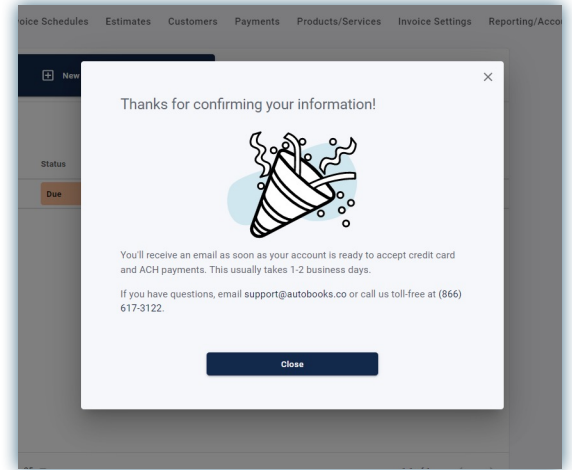 oice Schedules Estimates Customers Payments Products/Services Invoice Settings Reporting/Accou
New
Thanks for confirming your information!
Status
Due
You'll receive an email as soon as your account is ready to accept credit card
and ACH payments. This usually takes 1-2 business days.
If you have questions, email support@autobooks.co or call us toll-free at (866)
617-3122.
Close